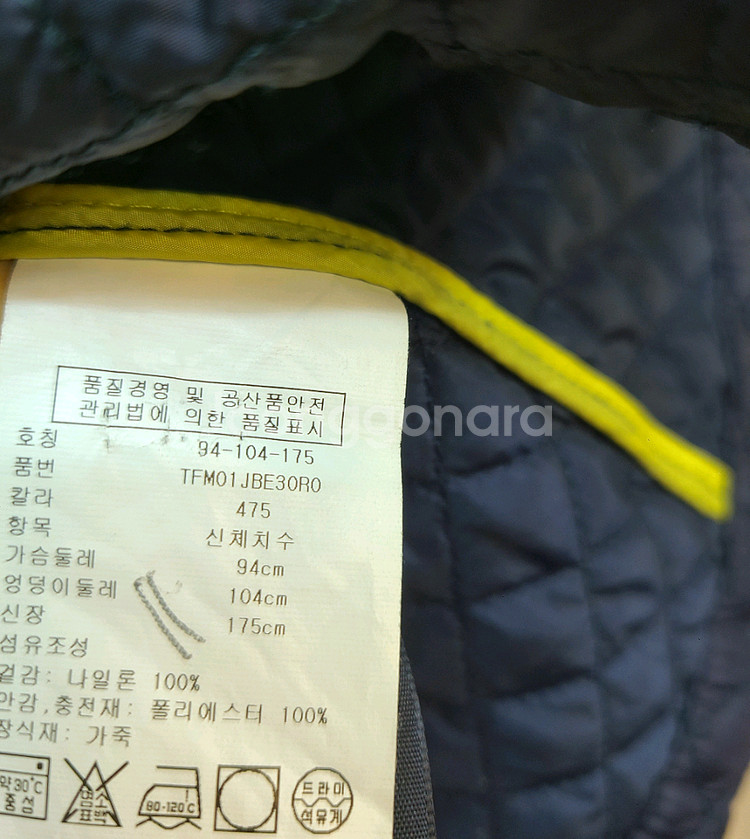 품질경영 및 공산품안전
관리법에 의한 품질표시
호칭 94-104-175
품번 TFM01JBE30R0
칼라 475
항목 신체치수
가슴둘레 94cm
엉덩이둘레 104cm
신장 175cm
섬유조성
겉감: 나일론 100%
안감,충전재: 폴리에스터 100%
장식재: 가죽
약30℃ 중성
염소 표백
80-120℃
드라이
석유계